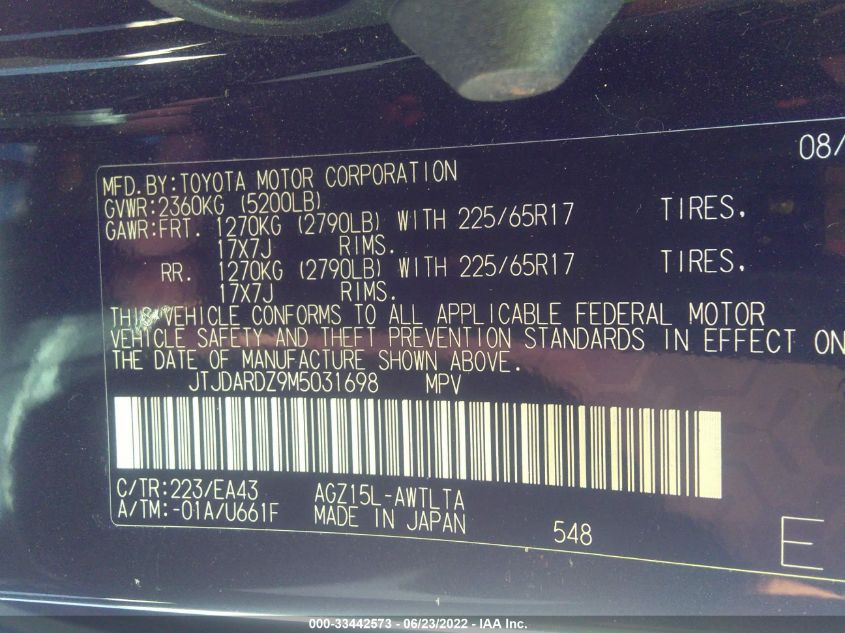 08/
MFD.BY:TOYOTA MOTOR CORPORATION
GVWR:2360KG (5200LB)
GAWR:FRT. 1270KG (2790LB) WITH 225/65R17 TIRES.
17X7J RIMS.
RR. 1270KG (2790LB) WITH 225/65R17 TIRES.
17X7J RIMS.
THIS VEHICLE CONFORMS TO ALL APPLICABLE FEDERAL MOTOR
VEHICLE SAFETY AND THEFT PREVENTION STANDARDS IN EFFECT ON
THE DATE OF MANUFACTURE SHOWN ABOVE.
JTJDARDZ9M5031698 MPV
C/TR:223/EA43 AGZ15L-AWTLTA
A/TM:-01A/U661F MADE IN JAPAN 548
E
000-33442573 - 06/23/2022 - IAA Inc.